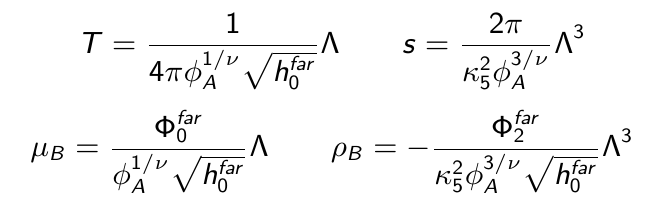 $T = \frac{1}{4\pi\phi_A^{1/\nu}\sqrt{h_0^{far}}}\Lambda \qquad s = \frac{2\pi}{\kappa_5^2\phi_A^{3/\nu}}\Lambda^3$
$\mu_B = \frac{\Phi_0^{far}}{\phi_A^{1/\nu}\sqrt{h_0^{far}}}\Lambda \qquad \rho_B = -\frac{\Phi_2^{far}}{\kappa_5^2\phi_A^{3/\nu}\sqrt{h_0^{far}}}\Lambda^3$